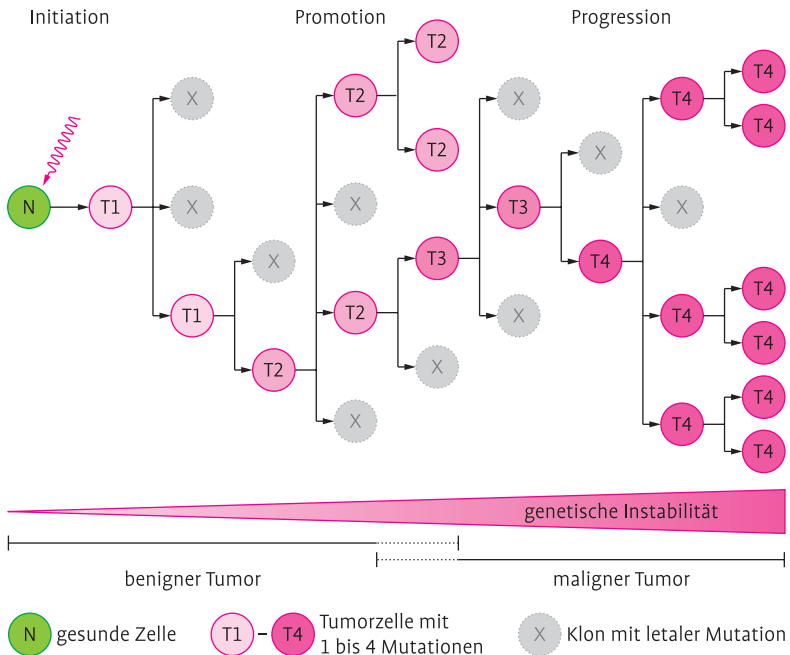 Initiation Promotion Progression
T2 T4
X T2 X T4 T4
T2 X
N T1 X X T3 X
X T3 T4 T4
T1 T2 X T4 T4
T2 X T4
X T4 T4
genetische Instabilität
benigner Tumor maligner Tumor
N gesunde Zelle T1 – T4 Tumorzelle mit
1 bis 4 Mutationen X Klon mit letaler Mutation